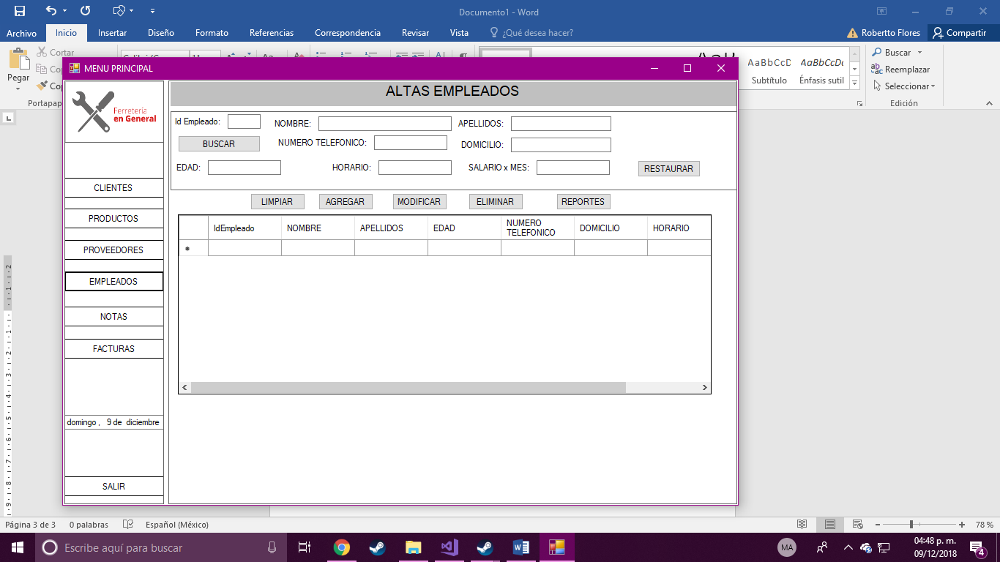 Documento1 - Word
Archivo Inicio Insertar Diseño Formato Referencias Correspondencia Revisar Vista ¿Qué desea hacer? Robertto Flores Compartir
Pegar
Cortar
Portapap
AaBbCcD AaBbCcDc
Subtítulo Énfasis sutil
Buscar
Reemplazar
Seleccionar
Edición
MENU PRINCIPAL
Ferretería
en General
CLIENTES
PRODUCTOS
PROVEEDORES
EMPLEADOS
NOTAS
FACTURAS
domingo , 9 de diciembre
SALIR
ALTAS EMPLEADOS
Id Empleado: NOMBRE: APELLIDOS:
BUSCAR NUMERO TELEFONICO: DOMICILIO:
EDAD: HORARIO: SALARIO x MES: RESTAURAR
LIMPIAR AGREGAR MODIFICAR ELIMINAR REPORTES
IdEmpleado NOMBRE APELLIDOS EDAD NUMERO TELEFONICO DOMICILIO HORARIO
Página 3 de 3 0 palabras Español (México) 78 %
Escribe aquí para buscar
MA
04:48 p. m.
09/12/2018
4